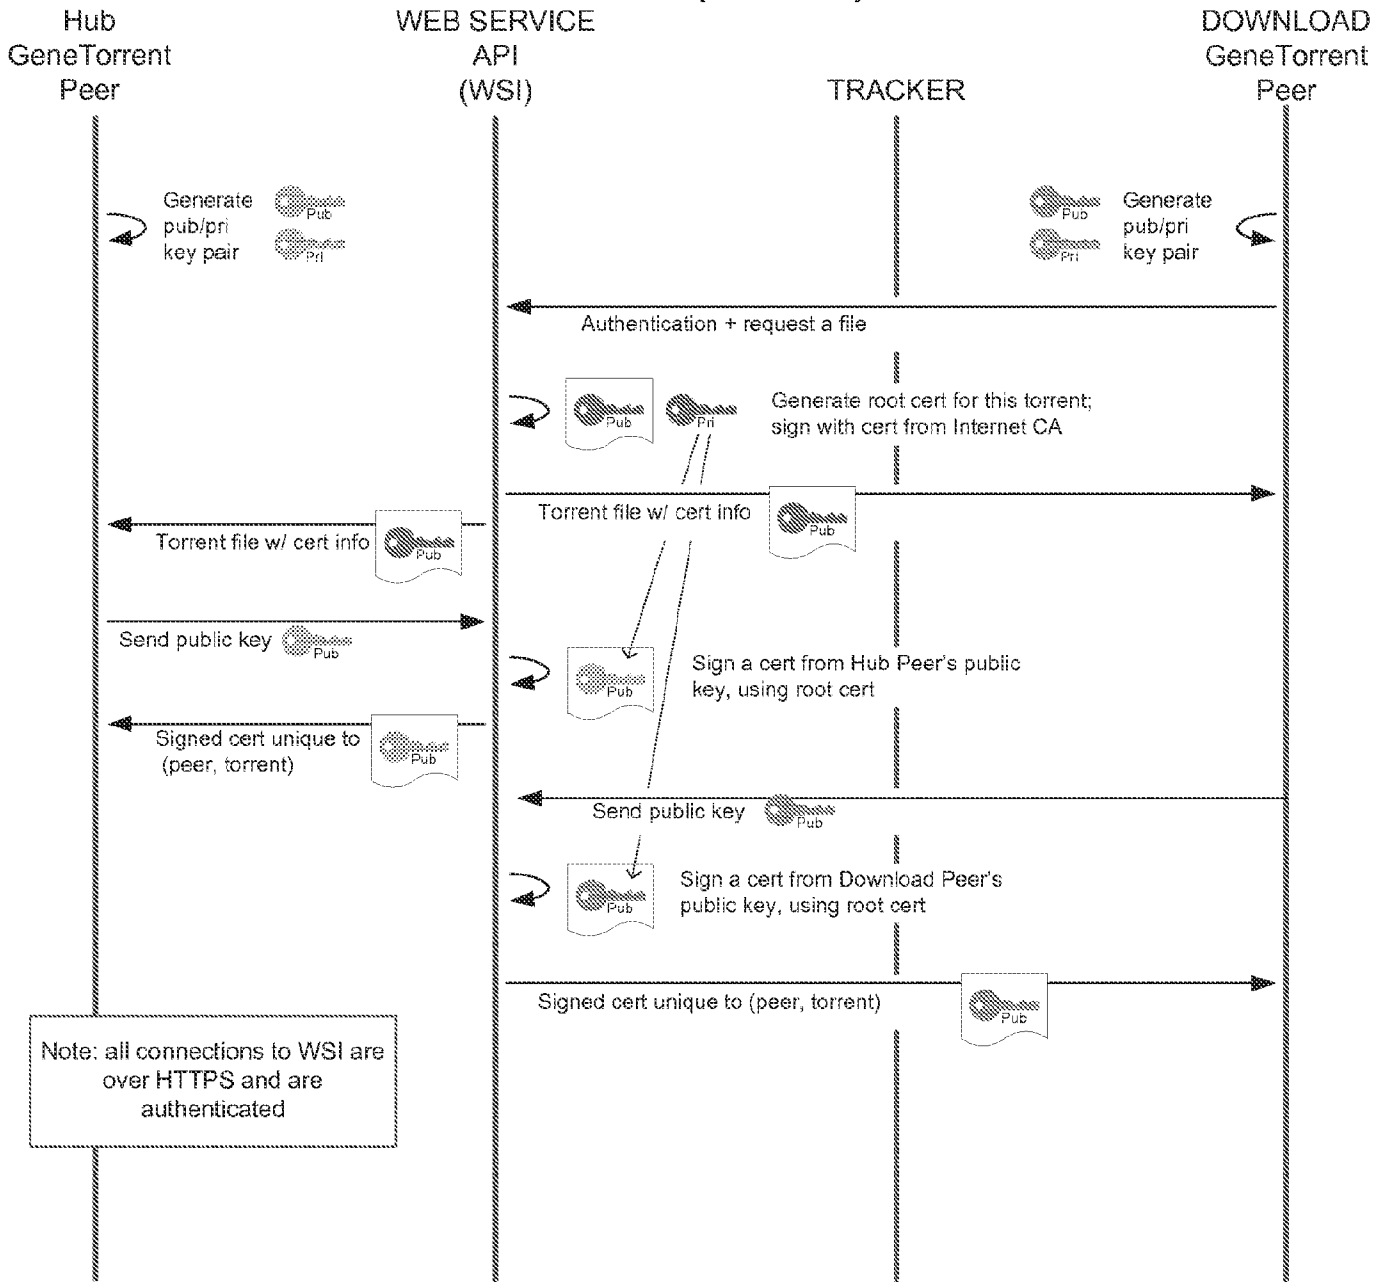 Hub
GeneTorrent
Peer
WEB SERVICE
API
(WSI)
TRACKER
DOWNLOAD
GeneTorrent
Peer
Generate
pub/pri
key pair
Pub
Pri
Pub
Pri
Generate
pub/pri
key pair
Authentication + request a file
Pub
Pri
Generate root cert for this torrent;
sign with cert from Internet CA
Torrent file w/ cert info
Pub
Torrent file w/ cert info
Pub
Send public key
Pub
Pub
Sign a cert from Hub Peer's public
key, using root cert
Signed cert unique to
(peer, torrent)
Pub
Send public key
Pub
Pub
Sign a cert from Download Peer's
public key, using root cert
Signed cert unique to (peer, torrent)
Pub
Note: all connections to WSI are
over HTTPS and are
authenticated